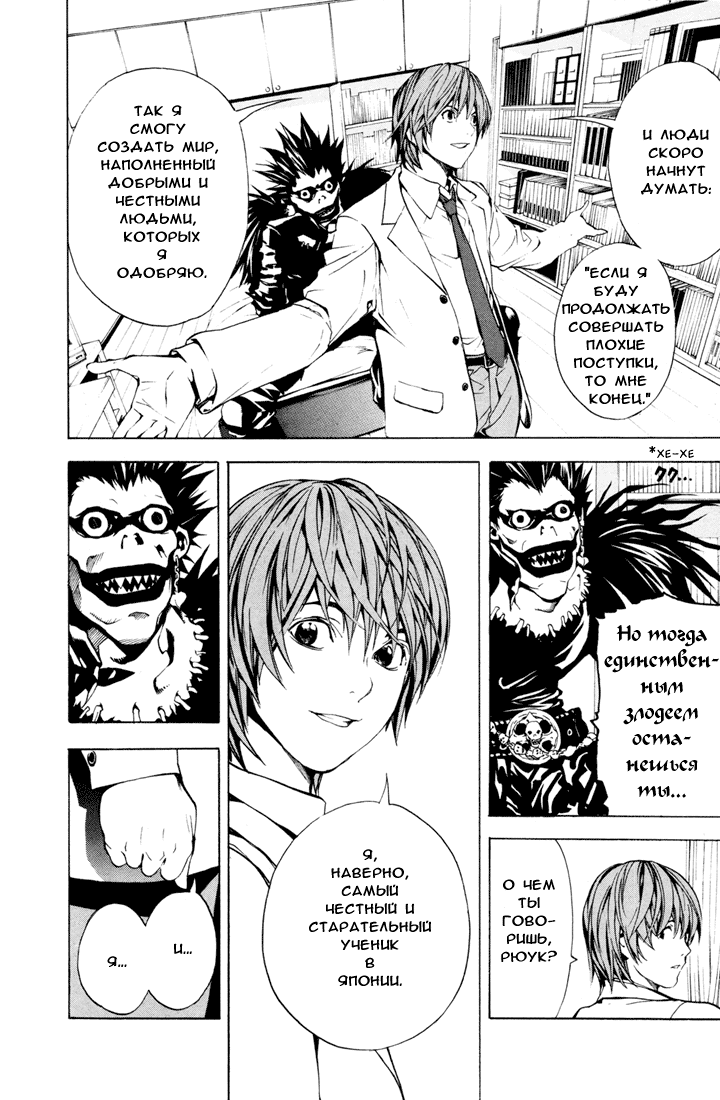 И ЛЮДИ
СКОРО
НАЧНУТ
ДУМАТЬ:
"ЕСЛИ Я
БУДУ
ПРОДОЛЖАТЬ
СОВЕРШАТЬ
ПЛОХИЕ
ПОСТУПКИ,
ТО МНЕ
КОНЕЦ."
ТАК Я
СМОГУ
СОЗДАТЬ МИР,
НАПОЛНЕННЫЙ
ДОБРЫМИ И
ЧЕСТНЫМИ
ЛЮДЬМИ,
КОТОРЫХ
Я
ОДОБРЯЮ.
*ХЕ-ХЕ
クク...
Но тогда
единствен-
ным
злодеем
оста-
нешься
ты...
О ЧЕМ
ТЫ
ГОВО-
РИШЬ,
РЮУК?
Я,
НАВЕРНО,
САМЫЙ
ЧЕСТНЫЙ И
СТАРАТЕЛЬНЫЙ
УЧЕНИК
В
ЯПОНИИ.
И...
Я...